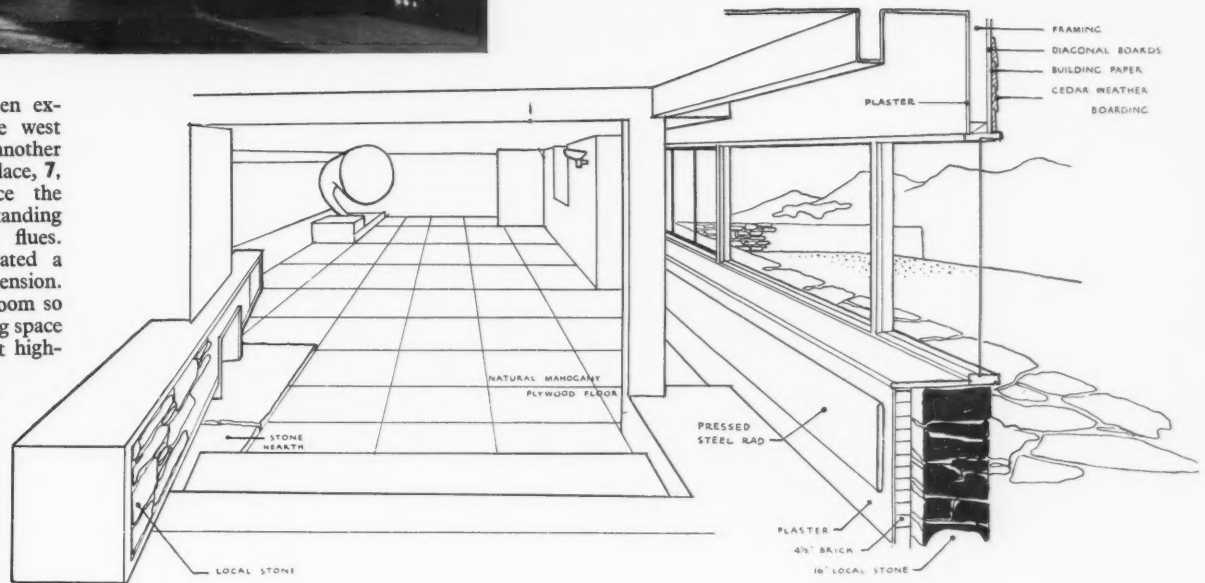 en ex-
e west
another
lace, 7,
ce the
tanding
flues.
ated a
ension.
oom so
g space
t high-
FRAMING
DIAGONAL BOARDS
BUILDING PAPER
CEDAR WEATHER
BOARDING
PLASTER
NATURAL MAHOGANY
PLYWOOD FLOOR
STONE
HEARTH
PRESSED
STEEL RAD
PLASTER
4½" BRICK
16" LOCAL STONE
LOCAL STONE